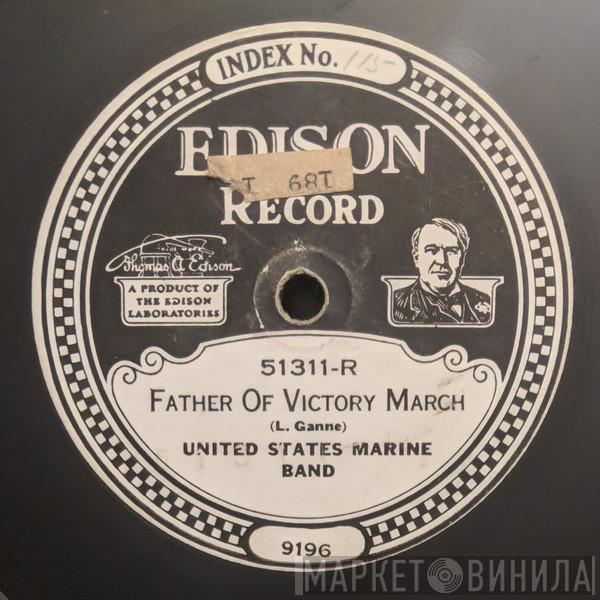 INDEX No. 115
EDISON
I 68I
RECORD
Thomas A Edison
A PRODUCT OF
THE EDISON
LABORATORIES
51311-R
FATHER OF VICTORY MARCH
(L. Ganne)
UNITED STATES MARINE
BAND
9196
МАРКЕТ ВИНИЛА